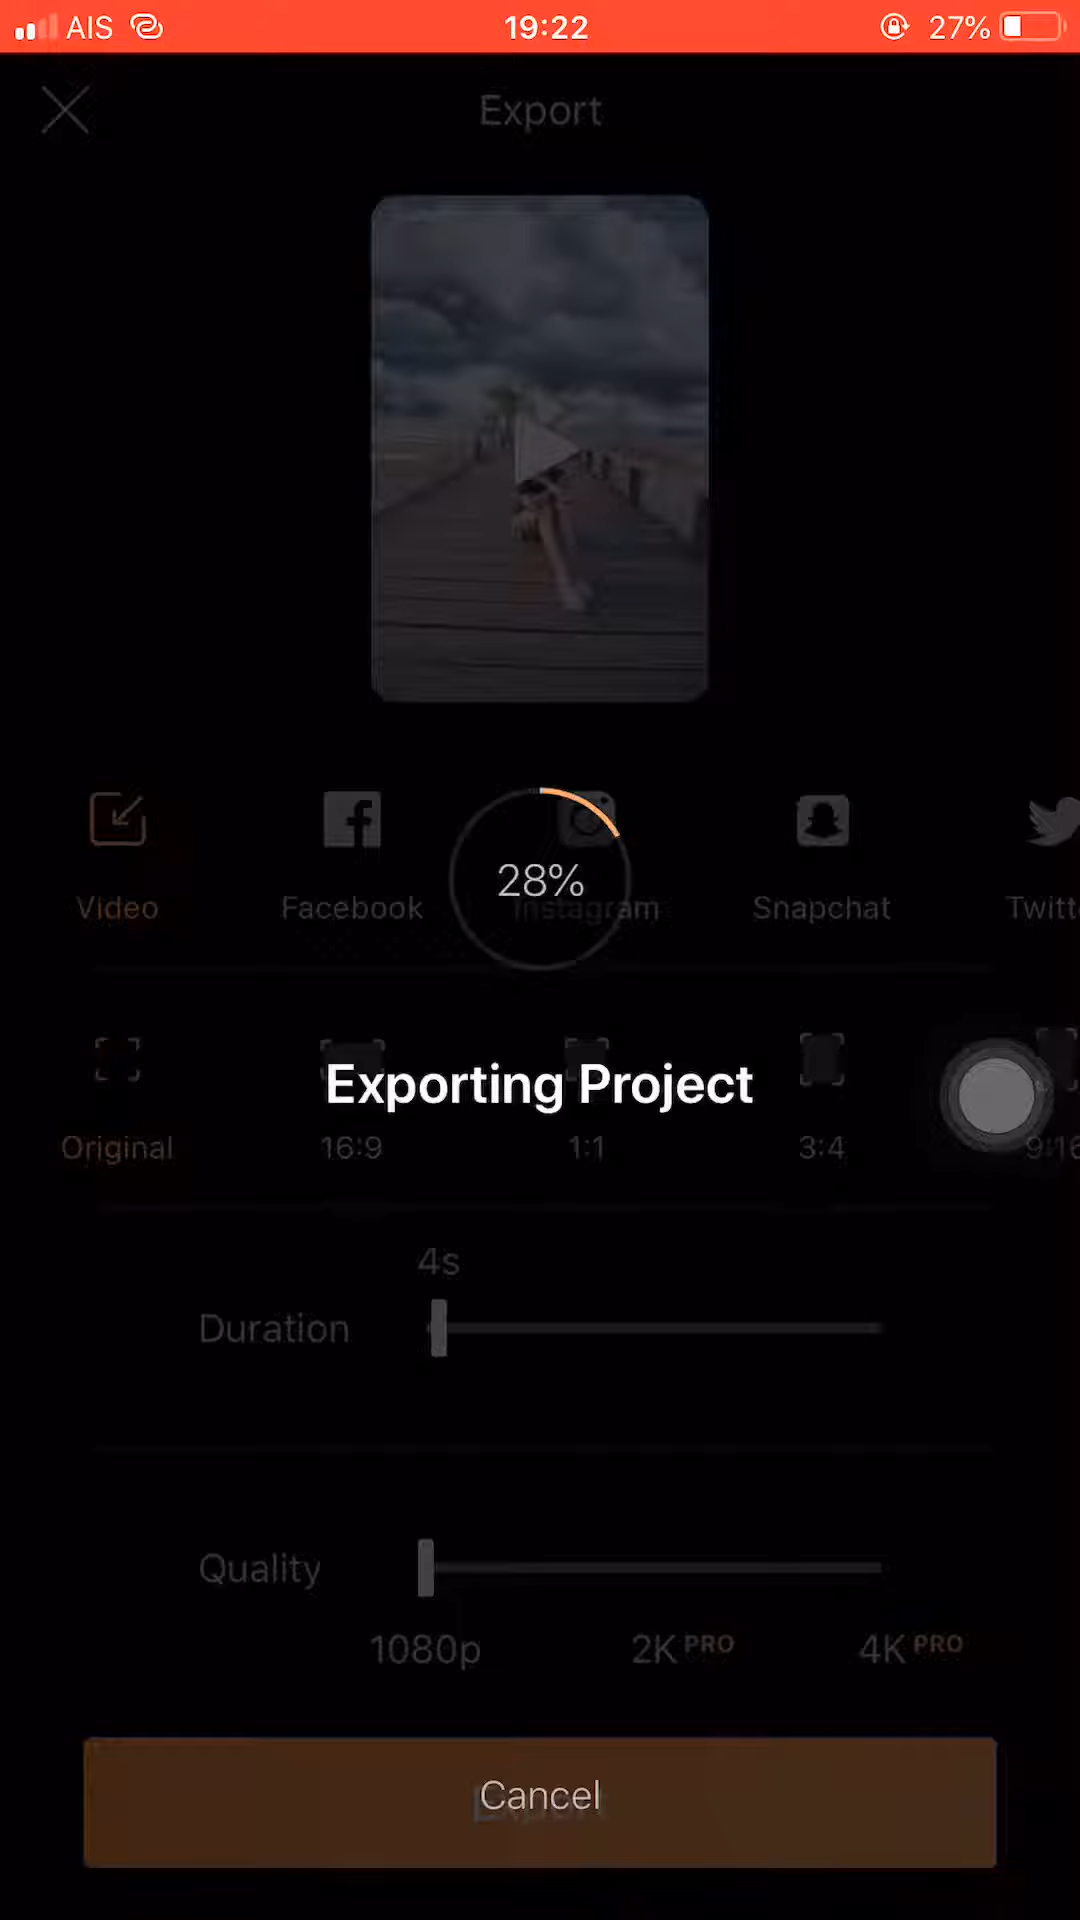 AIS 19:22 27%
Export
28%
Video Facebook Instagram Snapchat Twitt
Exporting Project
Original 16:9 1:1 3:4 9:16
4s
Duration
Quality
1080p 2K PRO 4K PRO
Cancel